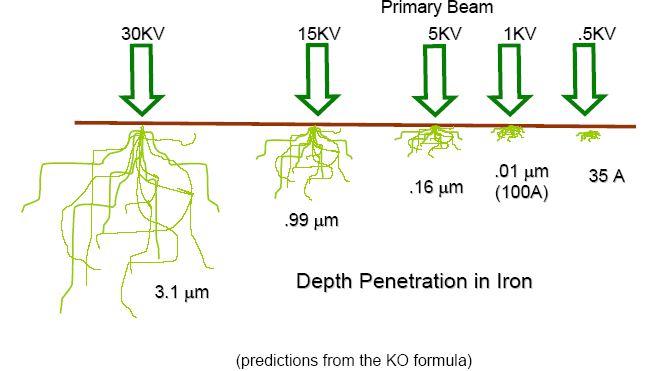 Primary Beam
30KV 15KV 5KV 1KV .5KV
.01 μm
(100A)
35 A
.16 μm
.99 μm
3.1 μm
Depth Penetration in Iron
(predictions from the KO formula)